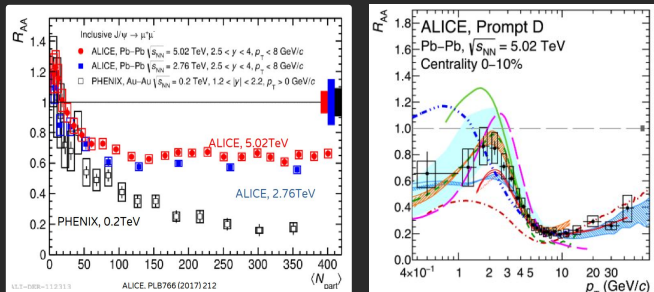 R_AA
1.4
1.2
1
0.8
0.6
0.4
0.2
0
Inclusive J/ψ → μ⁺μ⁻
ALICE, Pb–Pb √s_NN = 5.02 TeV, 2.5 < y < 4, p_T < 8 GeV/c
ALICE, Pb–Pb √s_NN = 2.76 TeV, 2.5 < y < 4, p_T < 8 GeV/c
PHENIX, Au–Au √s_NN = 0.2 TeV, 1.2 < |y| < 2.2, p_T > 0 GeV/c
ALICE, 5.02TeV
ALICE, 2.76TeV
PHENIX, 0.2TeV
0 50 100 150 200 250 300 350 400
⟨N_part⟩
ALICE, PLB766 (2017) 212
R_AA
1.8
1.6
1.4
1.2
1.0
0.8
0.6
0.4
0.2
0.0
ALICE, Prompt D
Pb–Pb, √s_NN = 5.02 TeV
Centrality 0–10%
4×10⁻¹ 1 2 3 4 5 10 20 30
(GeV/c)